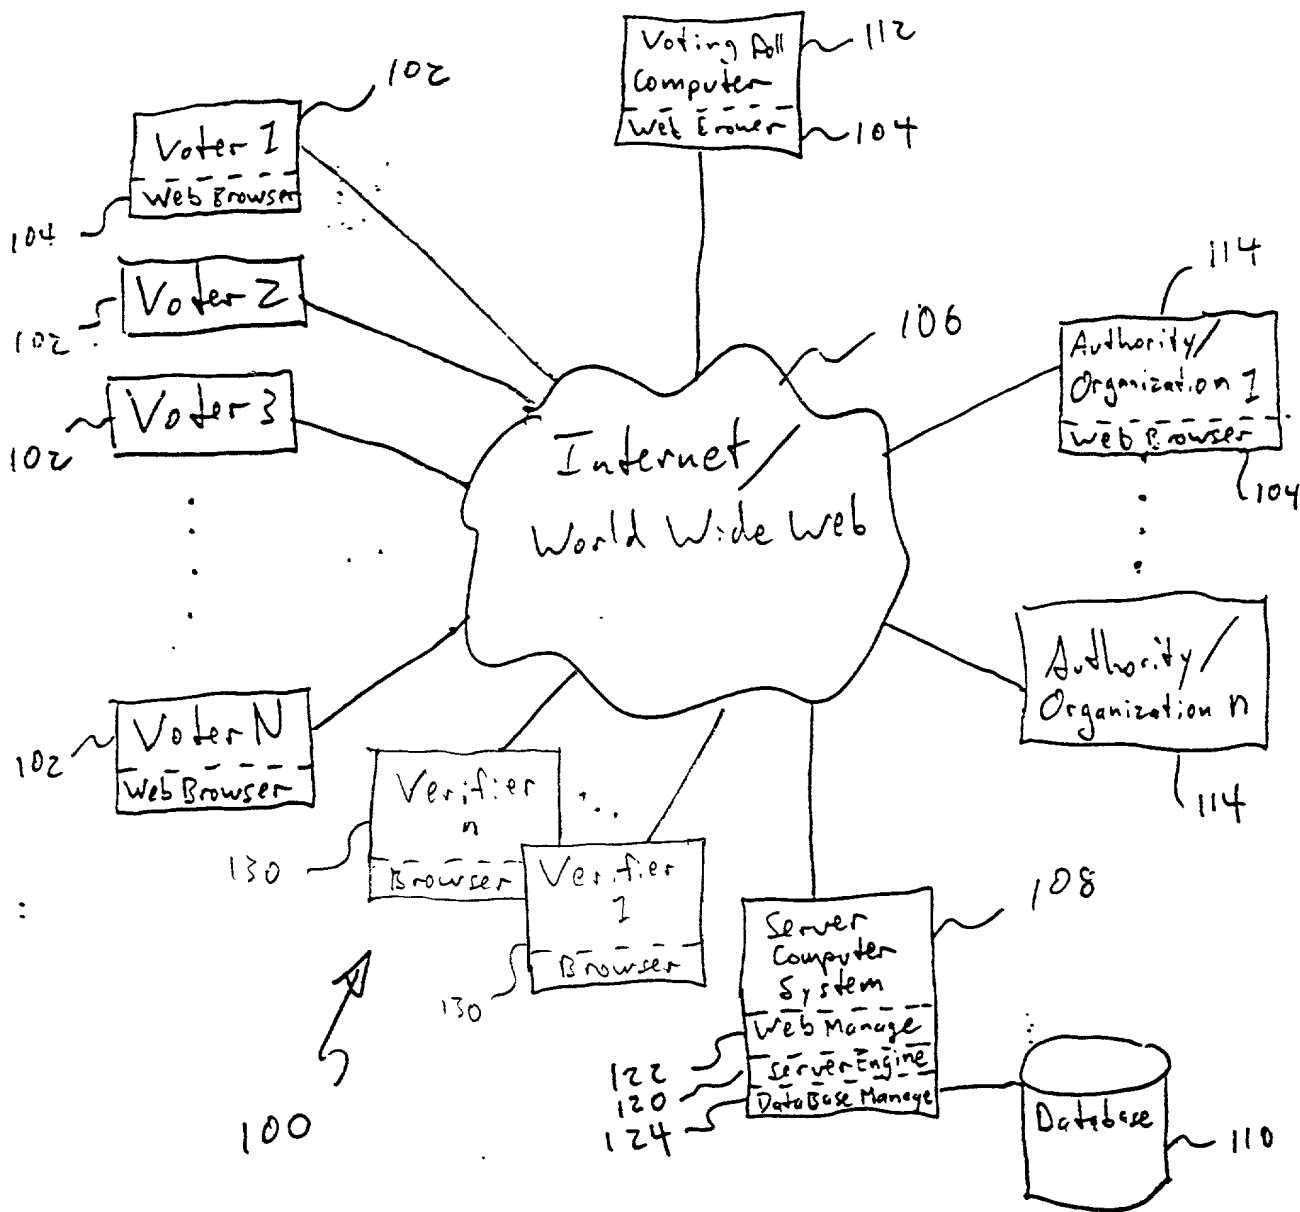 Voting Poll
Computer
Web Browser
112
104
102
Voter 1
Web Browser
104
Voter 2
102
Voter 3
102
Voter N
Web Browser
102
106
Internet/
World Wide Web
114
Authority/
Organization 1
Web Browser
104
Authority/
Organization n
114
Verifier
n
Browser
130
Verifier
1
Browser
130
108
Server
Computer
System
Web Manage
Server Engine
DataBase Manage
122
120
124
Database
110
100